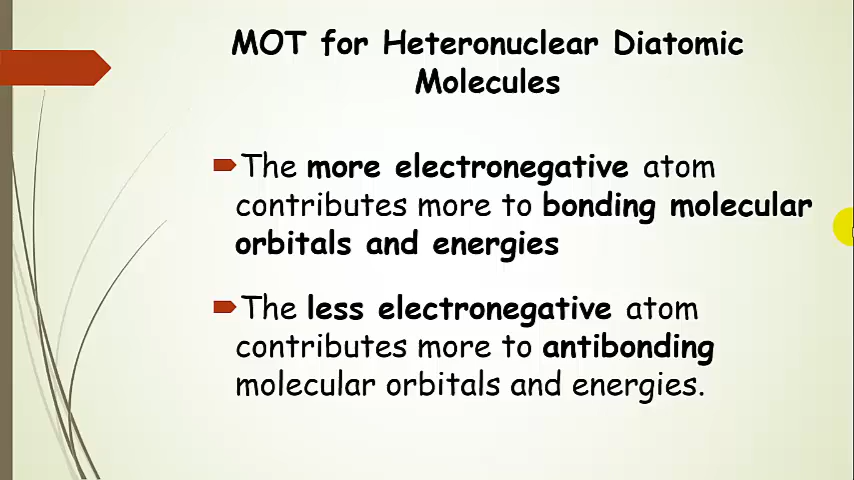 MOT for Heteronuclear Diatomic
Molecules
The more electronegative atom
contributes more to bonding molecular
orbitals and energies
The less electronegative atom
contributes more to antibonding
molecular orbitals and energies.